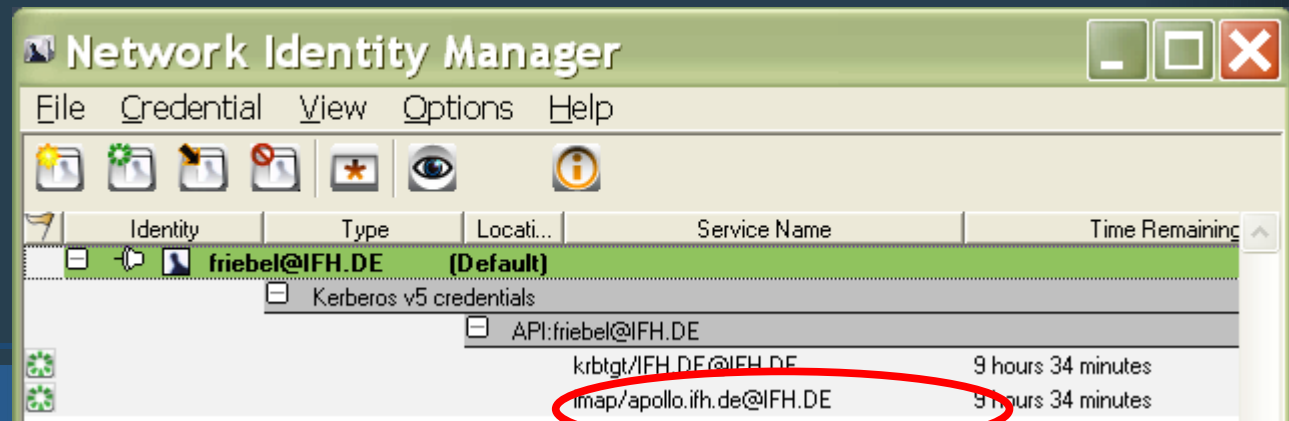 Network Identity Manager
File Credential View Options Help
Identity Type Locati... Service Name Time Remaining
friebel@IFH.DE (Default)
Kerberos v5 credentials
API:friebel@IFH.DE
krbtgt/IFH.DE@IFH.DE 9 hours 34 minutes
imap/apollo.ifh.de@IFH.DE 9 hours 34 minutes